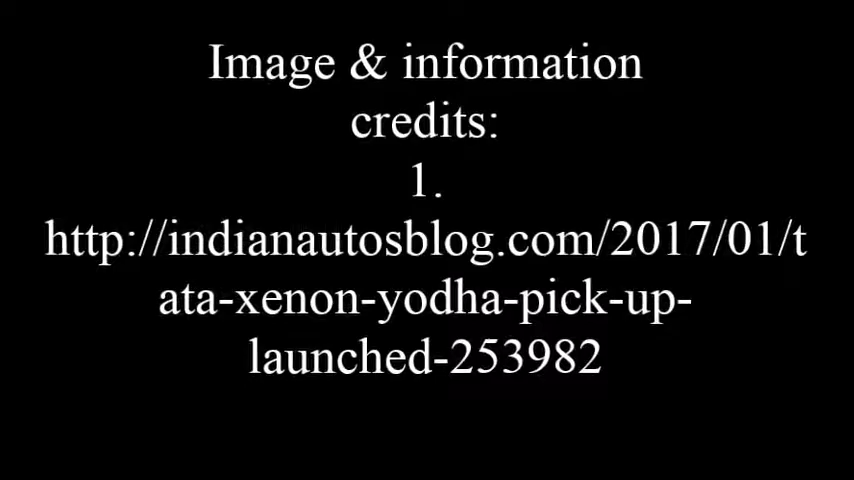 Image & information
credits:
1.
http://indianautosblog.com/2017/01/t
ata-xenon-yodha-pick-up-
launched-253982